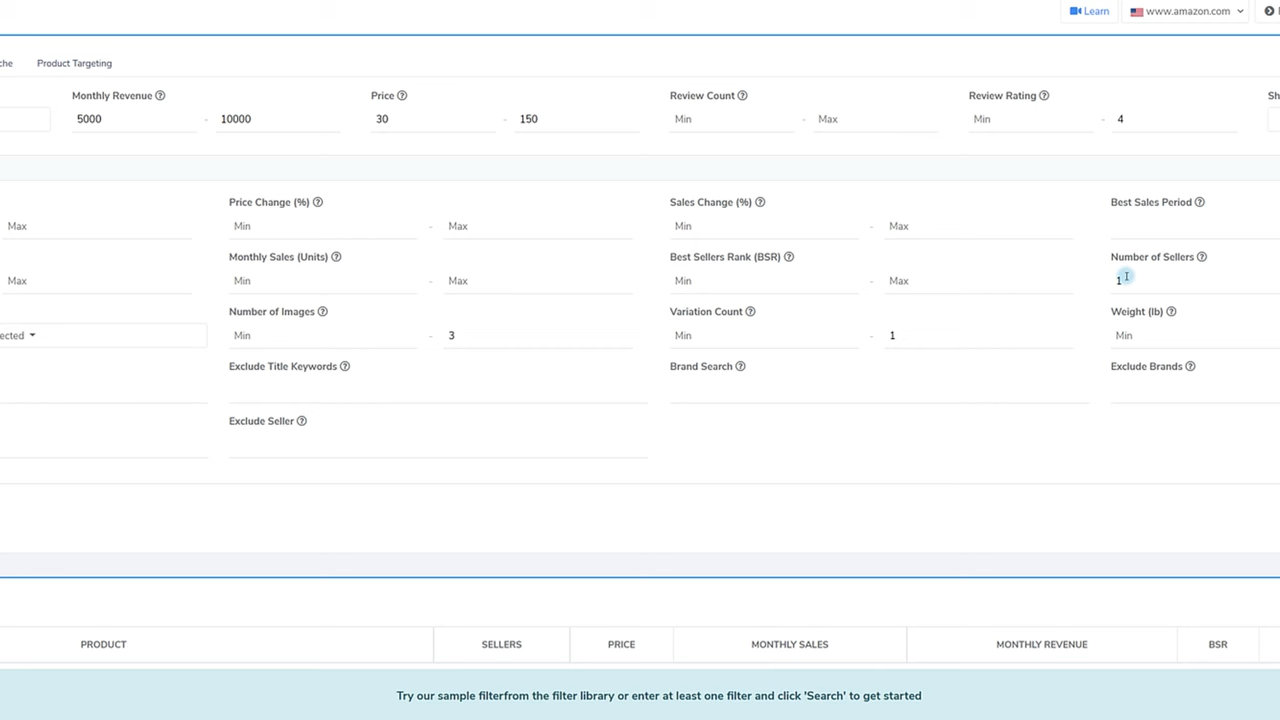 Learn www.amazon.com
che Product Targeting
Monthly Revenue Price Review Count Review Rating Sh
5000 - 10000 30 - 150 Min - Max Min - 4
Price Change (%) Sales Change (%) Best Sales Period
Max Min - Max Min - Max
Monthly Sales (Units) Best Sellers Rank (BSR) Number of Sellers
Max Min - Max Min - Max 1
Number of Images Variation Count Weight (lb)
ected Min - 3 Min - 1 Min
Exclude Title Keywords Brand Search Exclude Brands
Exclude Seller
PRODUCT SELLERS PRICE MONTHLY SALES MONTHLY REVENUE BSR
Try our sample filterfrom the filter library or enter at least one filter and click 'Search' to get started